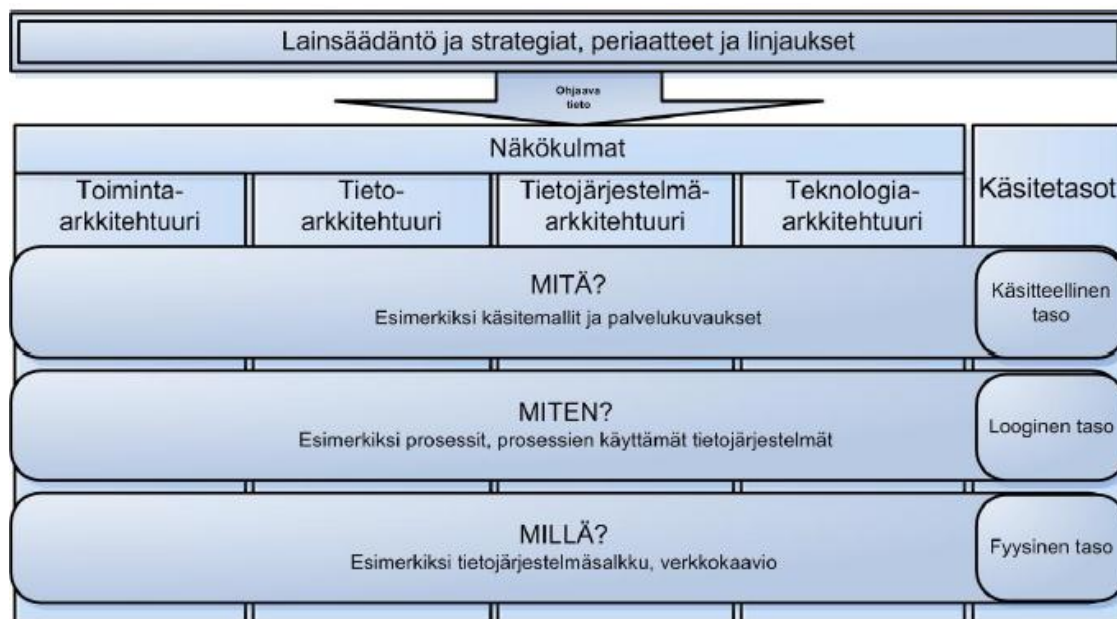 Lainsäädäntö ja strategiat, periaatteet ja linjaukset
Ohjaava
tieto
Näkökulmat
Käsitetasot
Toiminta-
arkkitehtuuri
Tieto-
arkkitehtuuri
Tietojärjestelmä-
arkkitehtuuri
Teknologia-
arkkitehtuuri
MITÄ?
Esimerkiksi käsitemallit ja palvelukuvaukset
Käsitteellinen
taso
MITEN?
Esimerkiksi prosessit, prosessien käyttämät tietojärjestelmät
Looginen taso
MILLÄ?
Esimerkiksi tietojärjestelmäsalkku, verkkokaavio
Fyysinen taso